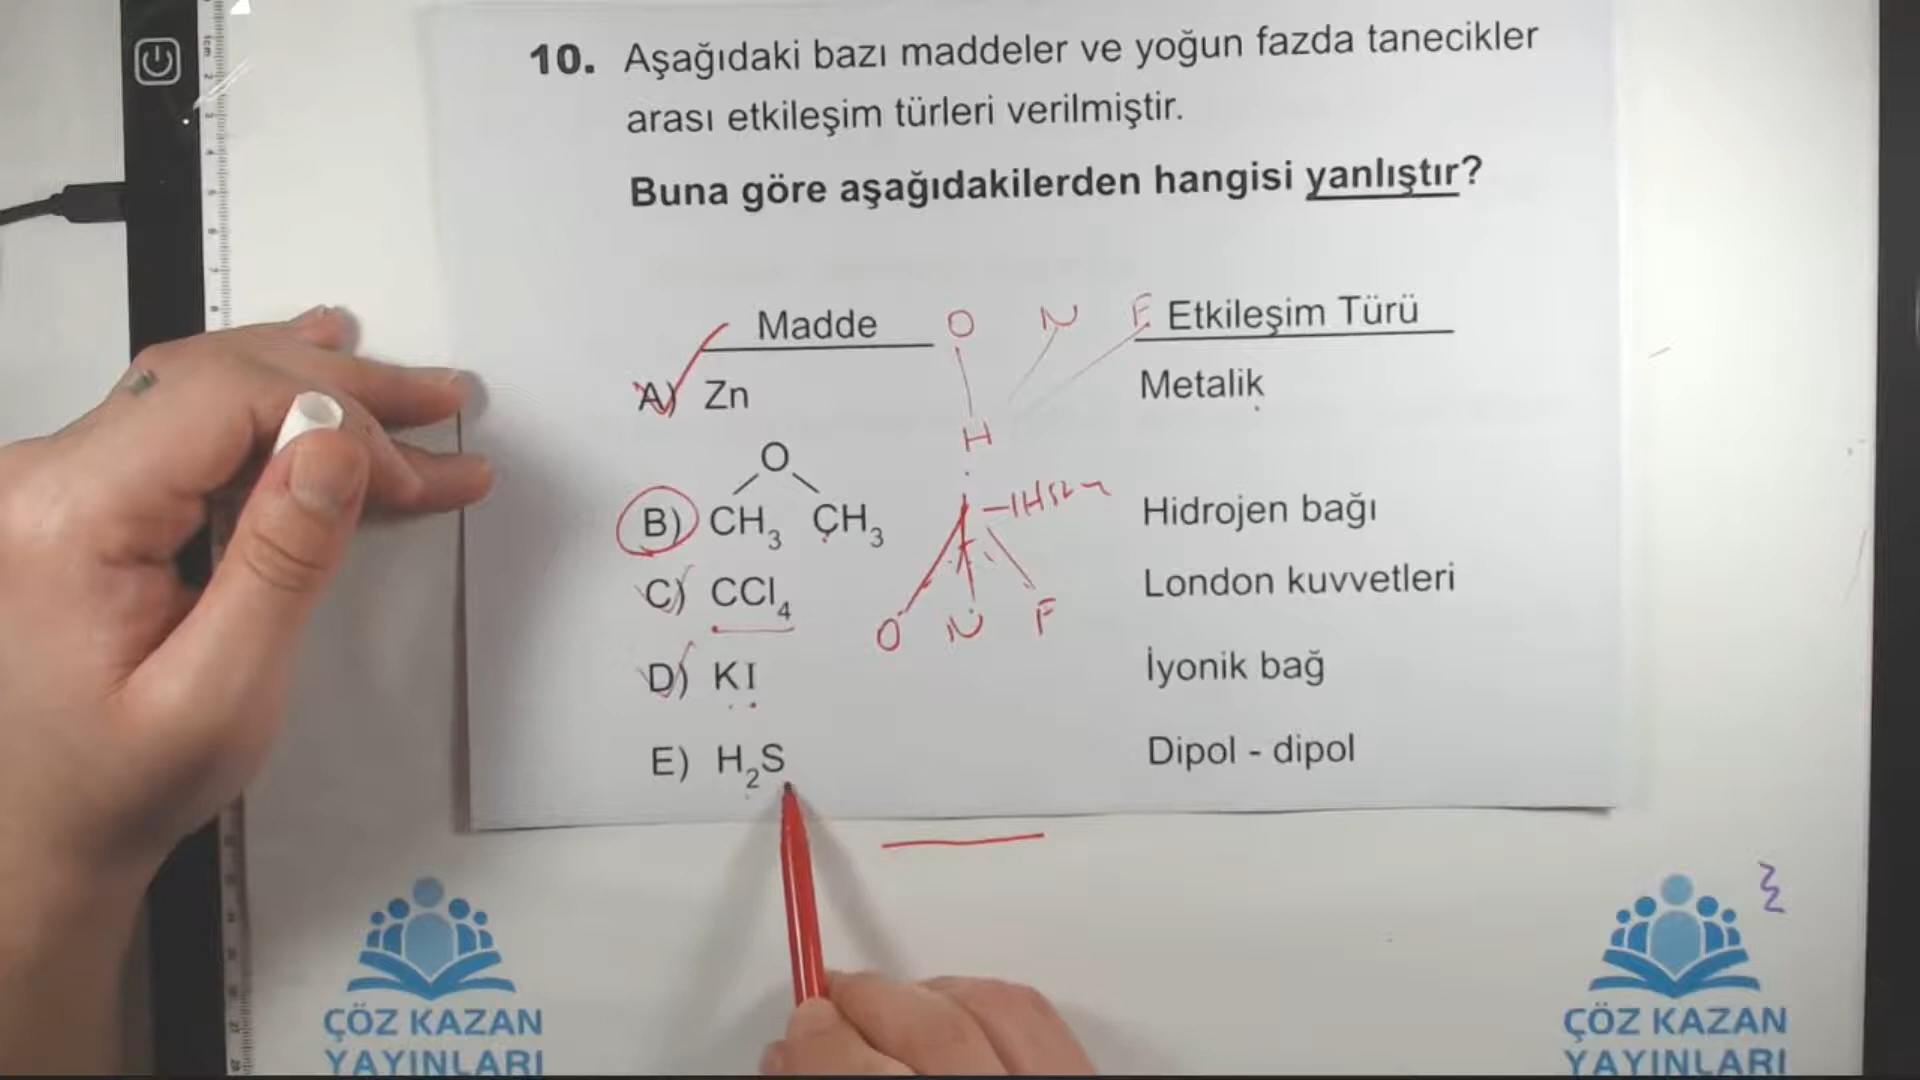 10. Aşağıdaki bazı maddeler ve yoğun fazda tanecikler
arası etkileşim türleri verilmiştir.
Buna göre aşağıdakilerden hangisi yanlıştır?
Madde O N F Etkileşim Türü
A) Zn Metalik
H
O
B) CH3 CH3 Hidrojen bağı
C) CCl4 London kuvvetleri
O N F
D) KI İyonik bağ
E) H2S Dipol - dipol
ÇÖZ KAZAN
YAYINLARI
ÇÖZ KAZAN
YAYINLARI